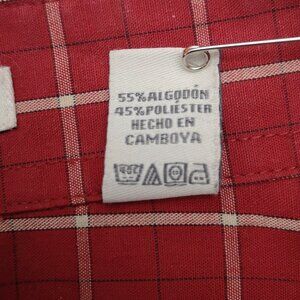 55% ALGODÓN
45% POLIÉSTER
HECHO EN
CAMBOYA